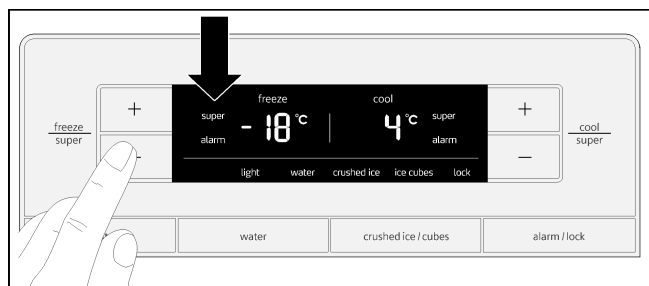 freeze cool
super super
- 18 °C 4 °C
alarm alarm
light water crushed ice ice cubes lock
+ +
freeze
super
cool
super
− −
water crushed ice / cubes alarm / lock